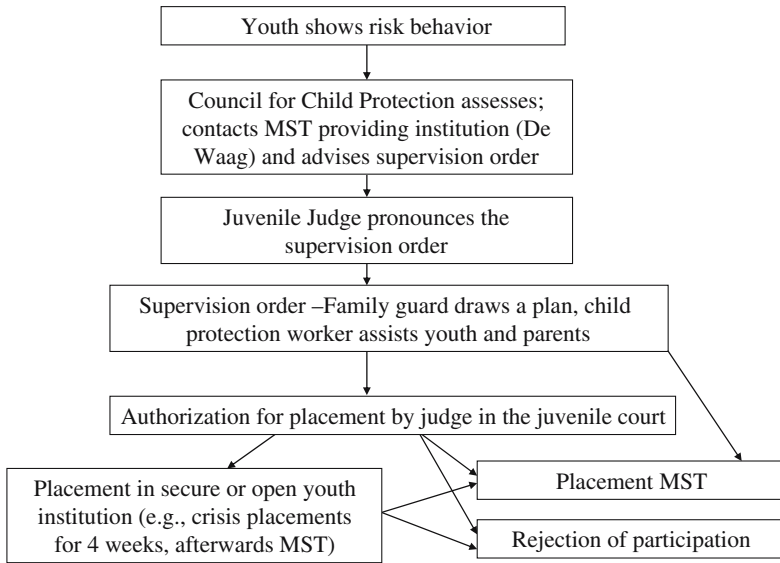 Youth shows risk behavior
Council for Child Protection assesses;
contacts MST providing institution (De
Waag) and advises supervision order
Juvenile Judge pronounces the
supervision order
Supervision order –Family guard draws a plan, child
protection worker assists youth and parents
Authorization for placement by judge in the juvenile court
Placement in secure or open youth
institution (e.g., crisis placements
for 4 weeks, afterwards MST)
Placement MST
Rejection of participation